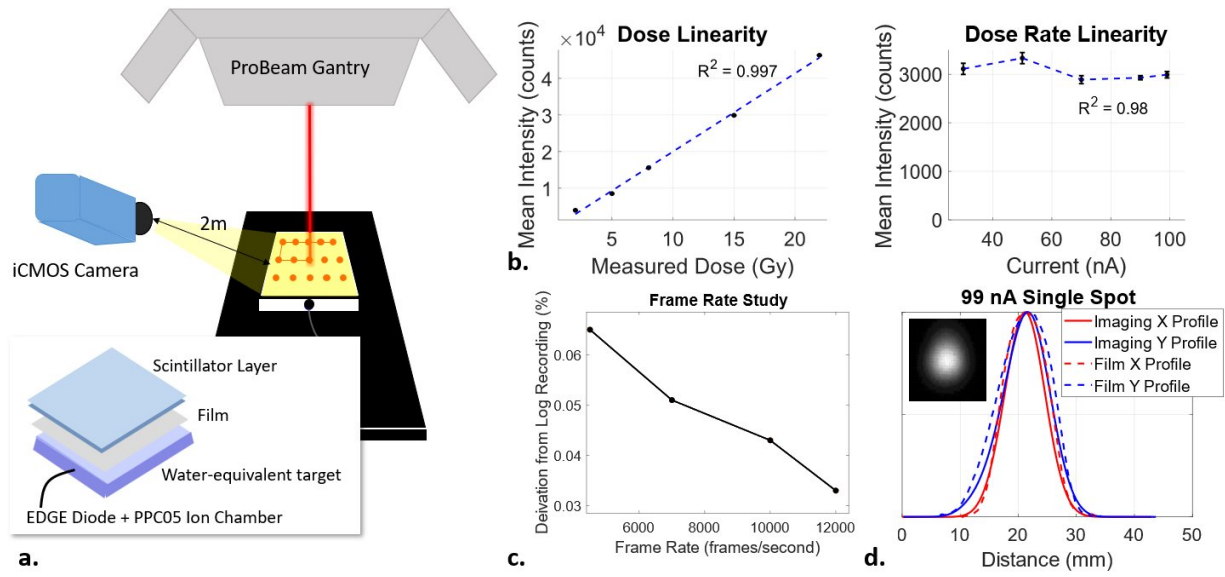 a.
ProBeam Gantry
2m
iCMOS Camera
Scintillator Layer
Film
Water-equivalent target
EDGE Diode + PPC05 Ion Chamber
b.
Dose Linearity
× 10^4
R² = 0.997
4
3
2
1
5 10 15 20
Mean Intensity (counts)
Measured Dose (Gy)
Dose Rate Linearity
R² = 0.98
3000
2000
1000
0
40 60 80 100
Mean Intensity (counts)
Current (nA)
c.
Frame Rate Study
0.06
0.05
0.04
0.03
6000 8000 10000 12000
Deivation from Log Recording (%)
Frame Rate (frames/second)
d.
99 nA Single Spot
Imaging X Profile
Imaging Y Profile
Film X Profile
Film Y Profile
0 10 20 30 40 50
Distance (mm)